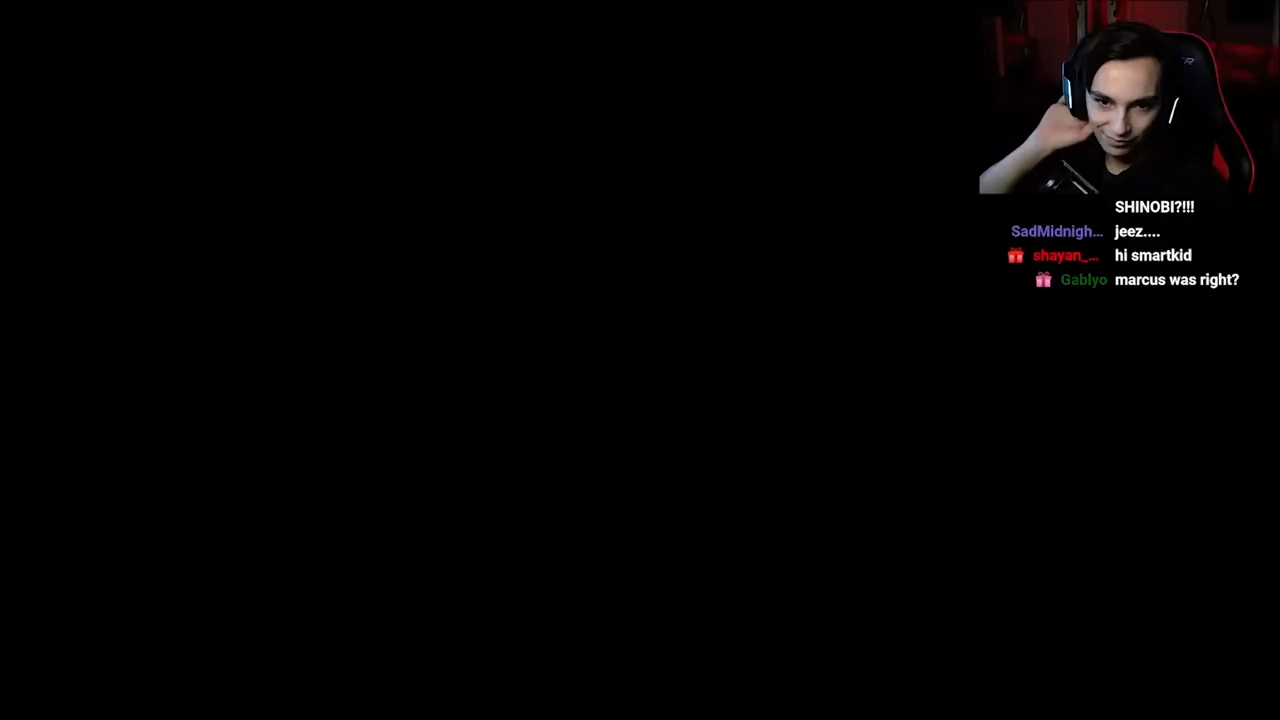 SHINOBI?!!!
SadMidnigh… jeez....
shayan_… hi smartkid
Gablyo marcus was right?